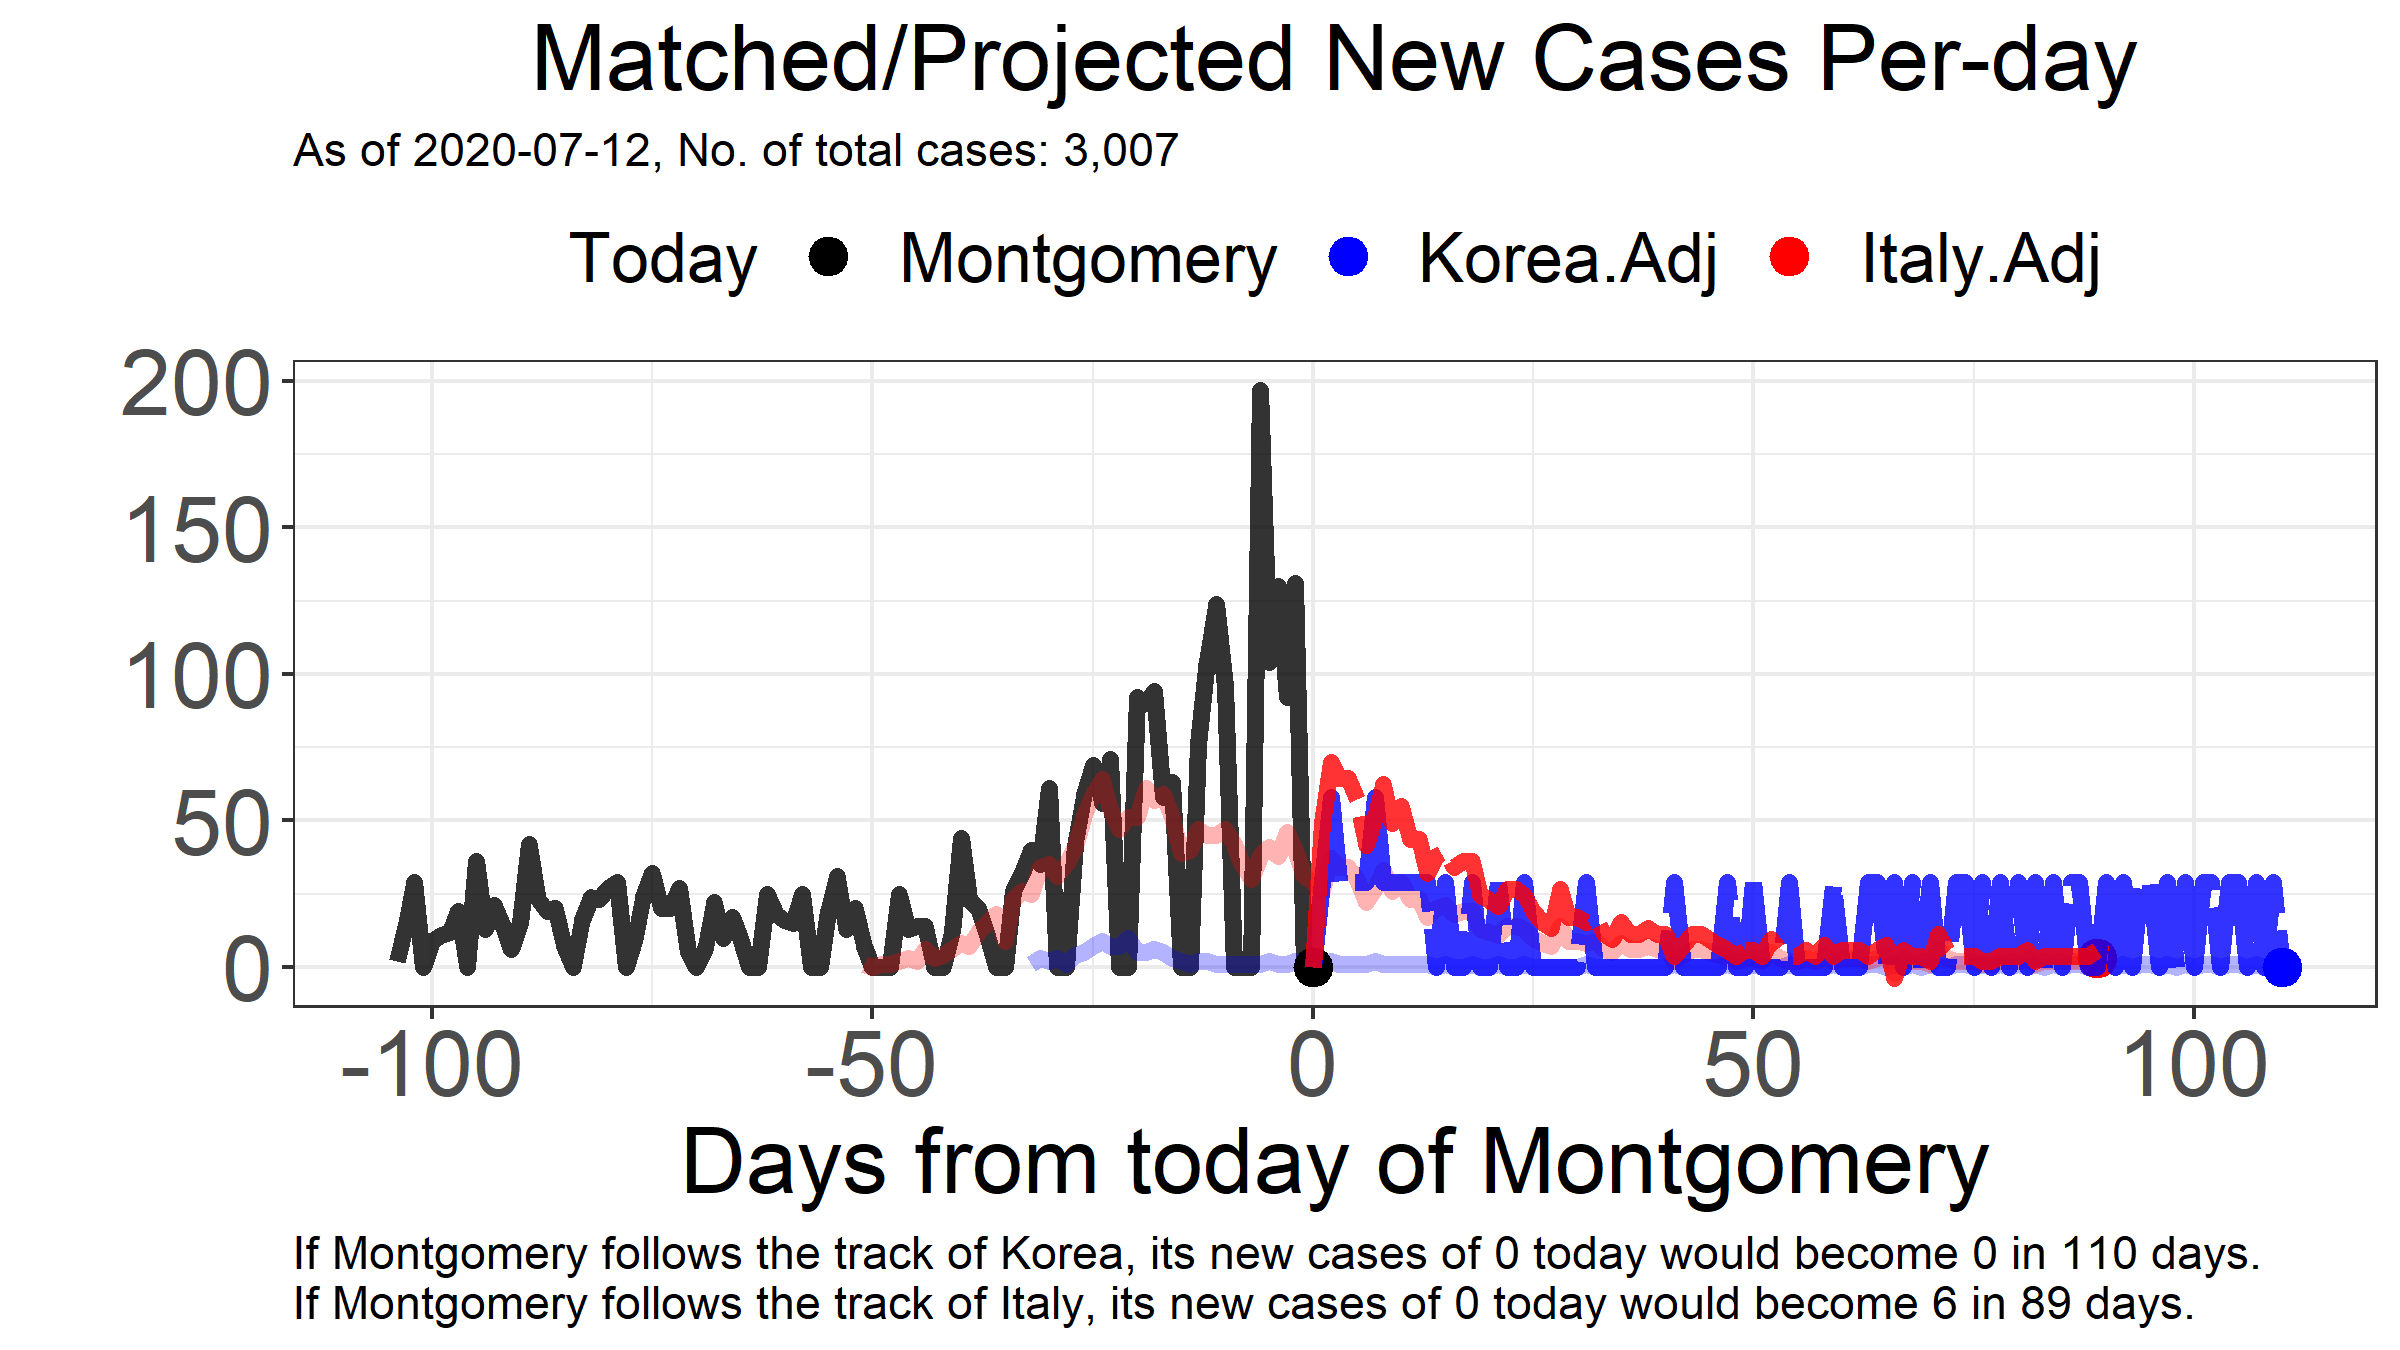 Matched/Projected New Cases Per-day
As of 2020-07-12, No. of total cases: 3,007
Today Montgomery Korea.Adj Italy.Adj
200
150
100
50
0
-100 -50 0 50 100
Days from today of Montgomery
If Montgomery follows the track of Korea, its new cases of 0 today would become 0 in 110 days.
If Montgomery follows the track of Italy, its new cases of 0 today would become 6 in 89 days.